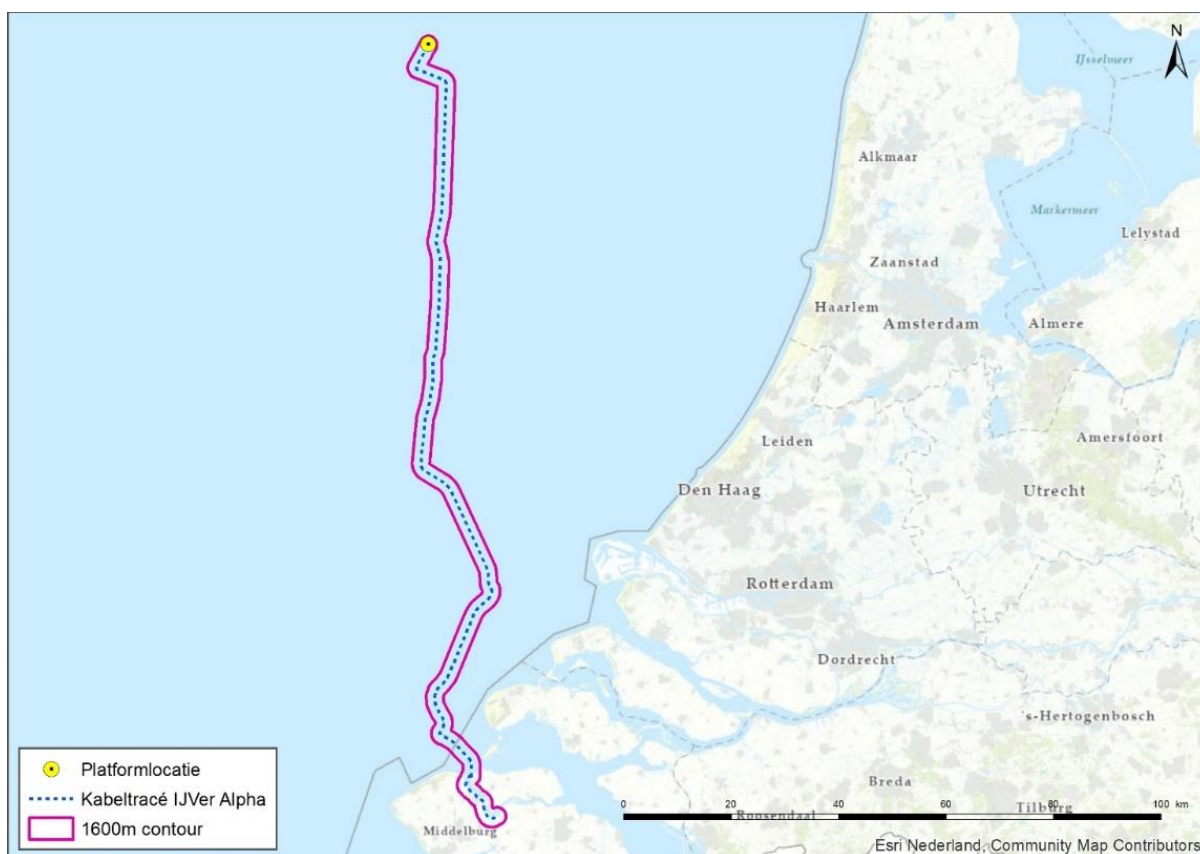 N
IJsselmeer
Alkmaar
Markermeer
Lelystad
Zaanstad
Haarlem
Amsterdam
Almere
Leiden
Amersfoort
Den Haag
Utrecht
Rotterdam
Dordrecht
's-Hertogenbosch
Breda
Tilburg
Roosendaal
Middelburg
0 20 40 60 80 100 km
Platformlocatie
Kabeltracé IJVer Alpha
1600m contour
Esri Nederland, Community Map Contributors